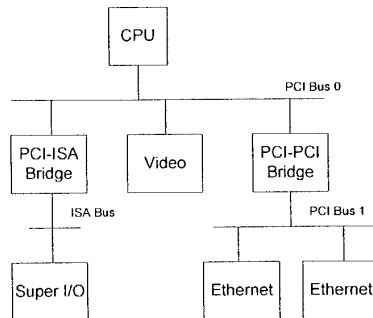 CPU
PCI Bus 0
PCI-ISA
Bridge
Video
PCI-PCI
Bridge
ISA Bus
PCI Bus 1
Super I/O
Ethernet
Ethernet